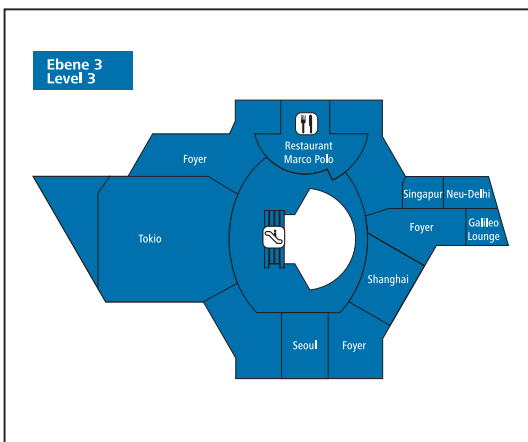 Ebene 3
Level 3
Restaurant
Marco Polo
Foyer
Singapur
Neu-Delhi
Tokio
Foyer
Galileo
Lounge
Shanghai
Seoul
Foyer